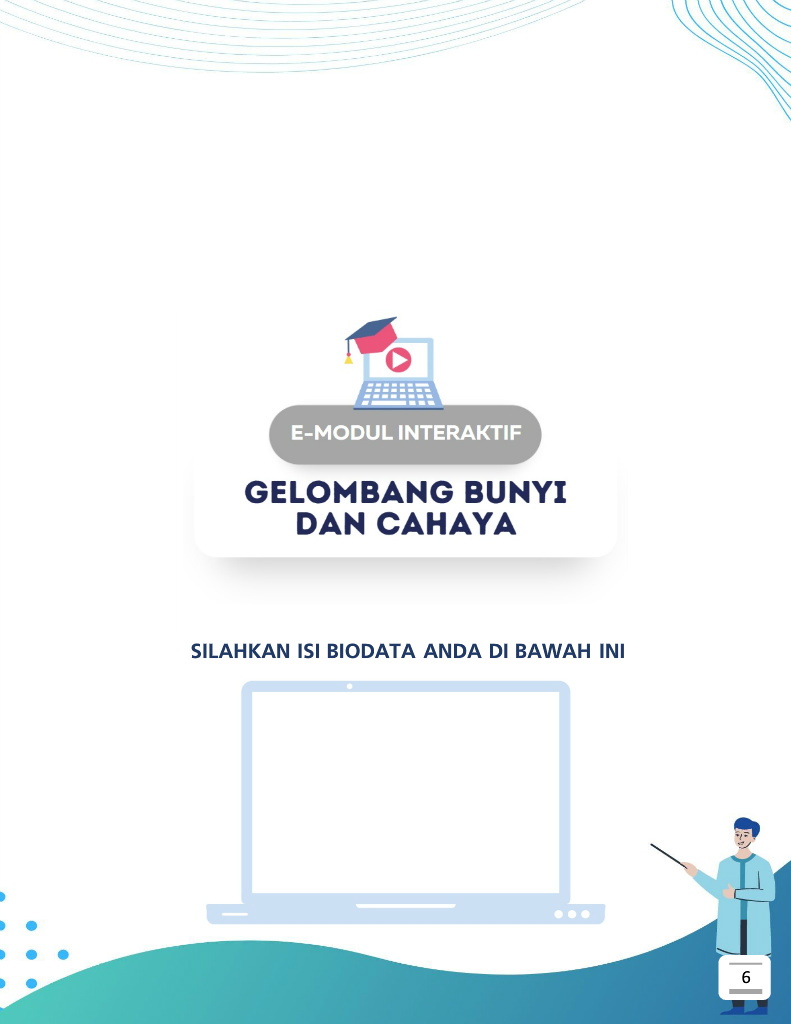 E-MODUL INTERAKTIF
GELOMBANG BUNYI
DAN CAHAYA
SILAHKAN ISI BIODATA ANDA DI BAWAH INI
6